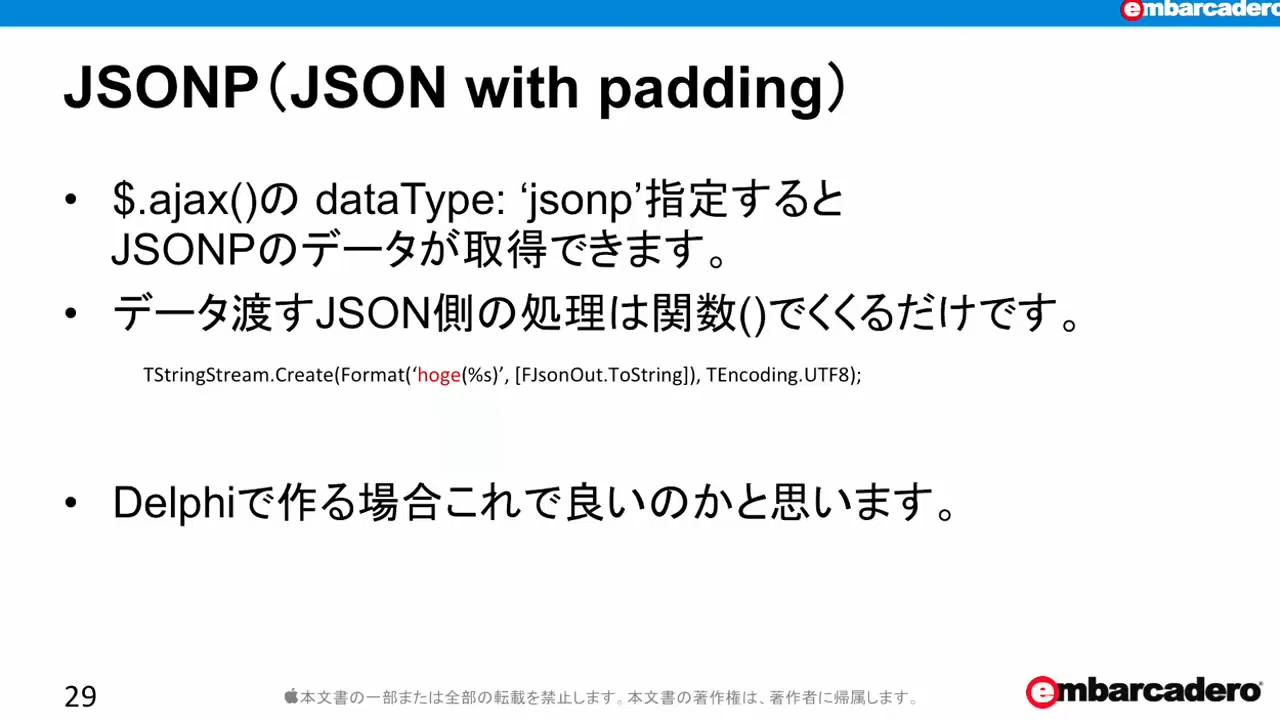 embarcadero
JSONP（JSON with padding）
• $.ajax()の dataType: ‘jsonp’指定すると
JSONPのデータが取得できます。
• データ渡すJSON側の処理は関数()でくくるだけです。
TStringStream.Create(Format(‘hoge(%s)’, [FJsonOut.ToString]), TEncoding.UTF8);
• Delphiで作る場合これで良いのかと思います。
29
本文書の一部または全部の転載を禁止します。本文書の著作権は、著作者に帰属します。
embarcadero®